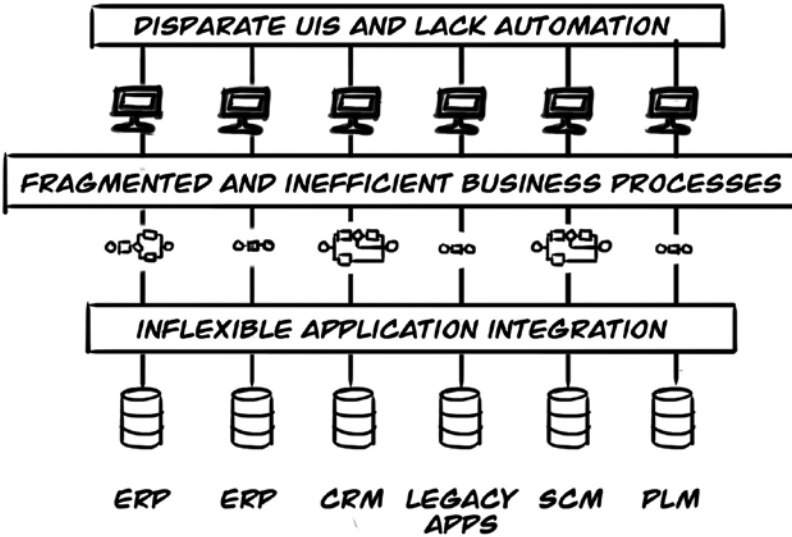 DISPARATE UIS AND LACK AUTOMATION
FRAGMENTED AND INEFFICIENT BUSINESS PROCESSES
INFLEXIBLE APPLICATION INTEGRATION
ERP ERP CRM LEGACY SCM PLM
APPS